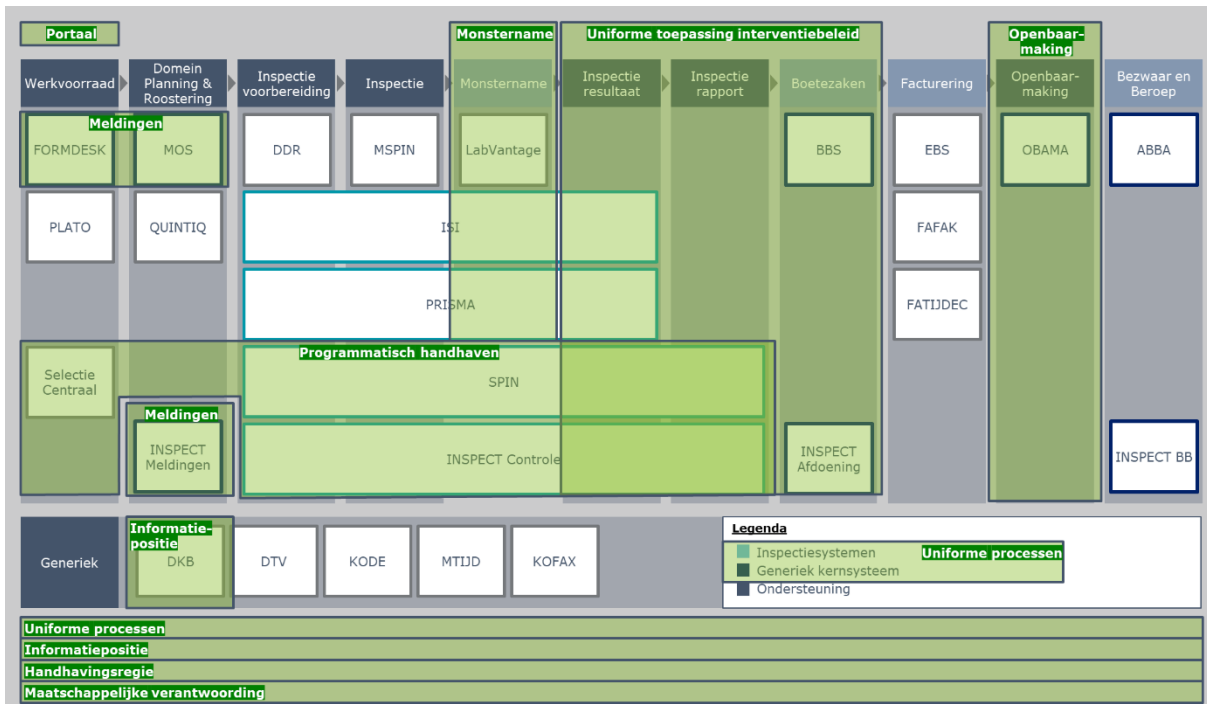 Portaal
Monstername
Uniforme toepassing interventiebeleid
Openbaar-
making
Werkvoorraad
Domein
Planning &
Roostering
Inspectie
voorbereiding
Inspectie
Monstername
Inspectie
resultaat
Inspectie
rapport
Boetezaken
Facturering
Openbaar-
making
Bezwaar en
Beroep
Meldingen
FORMDESK
MOS
DDR
MSPIN
LabVantage
BBS
EBS
OBAMA
ABBA
PLATO
QUINTIQ
ISI
FAFAK
PRISMA
FATIJDEC
Programmatisch handhaven
Selectie
Centraal
SPIN
Meldingen
INSPECT
Meldingen
INSPECT Controle
INSPECT
Afdoening
INSPECT BB
Generiek
Informatie-
positie
DKB
DTV
KODE
MTIJD
KOFAX
Legenda
Inspectiesystemen
Uniforme processen
Generiek kernsysteem
Ondersteuning
Uniforme processen
Informatiepositie
Handhavingsregie
Maatschappelijke verantwoording